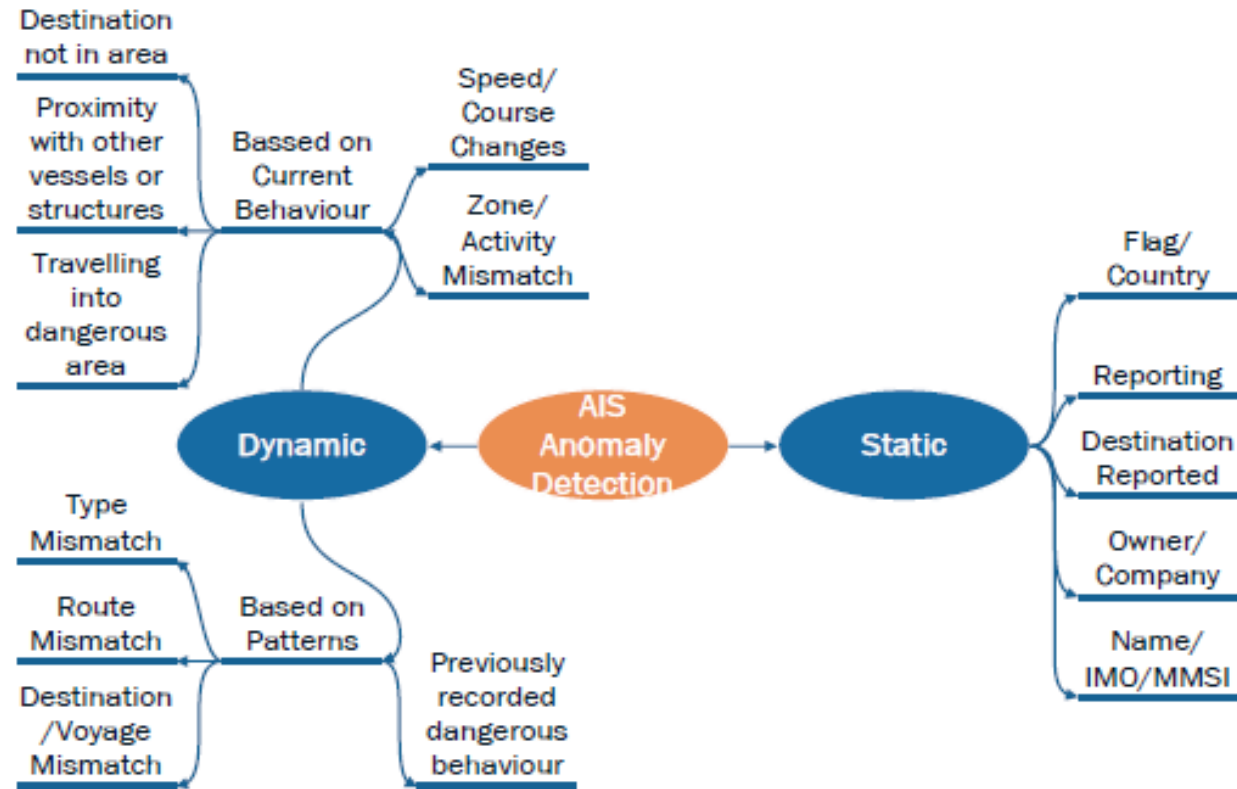 Destination
not in area
Proximity
with other
vessels or
structures
Travelling
into
dangerous
area
Bassed on
Current
Behaviour
Speed/
Course
Changes
Zone/
Activity
Mismatch
Dynamic
AIS
Anomaly
Detection
Static
Flag/
Country
Reporting
Destination
Reported
Owner/
Company
Name/
IMO/MMSI
Type
Mismatch
Route
Mismatch
Destination
/Voyage
Mismatch
Based on
Patterns
Previously
recorded
dangerous
behaviour